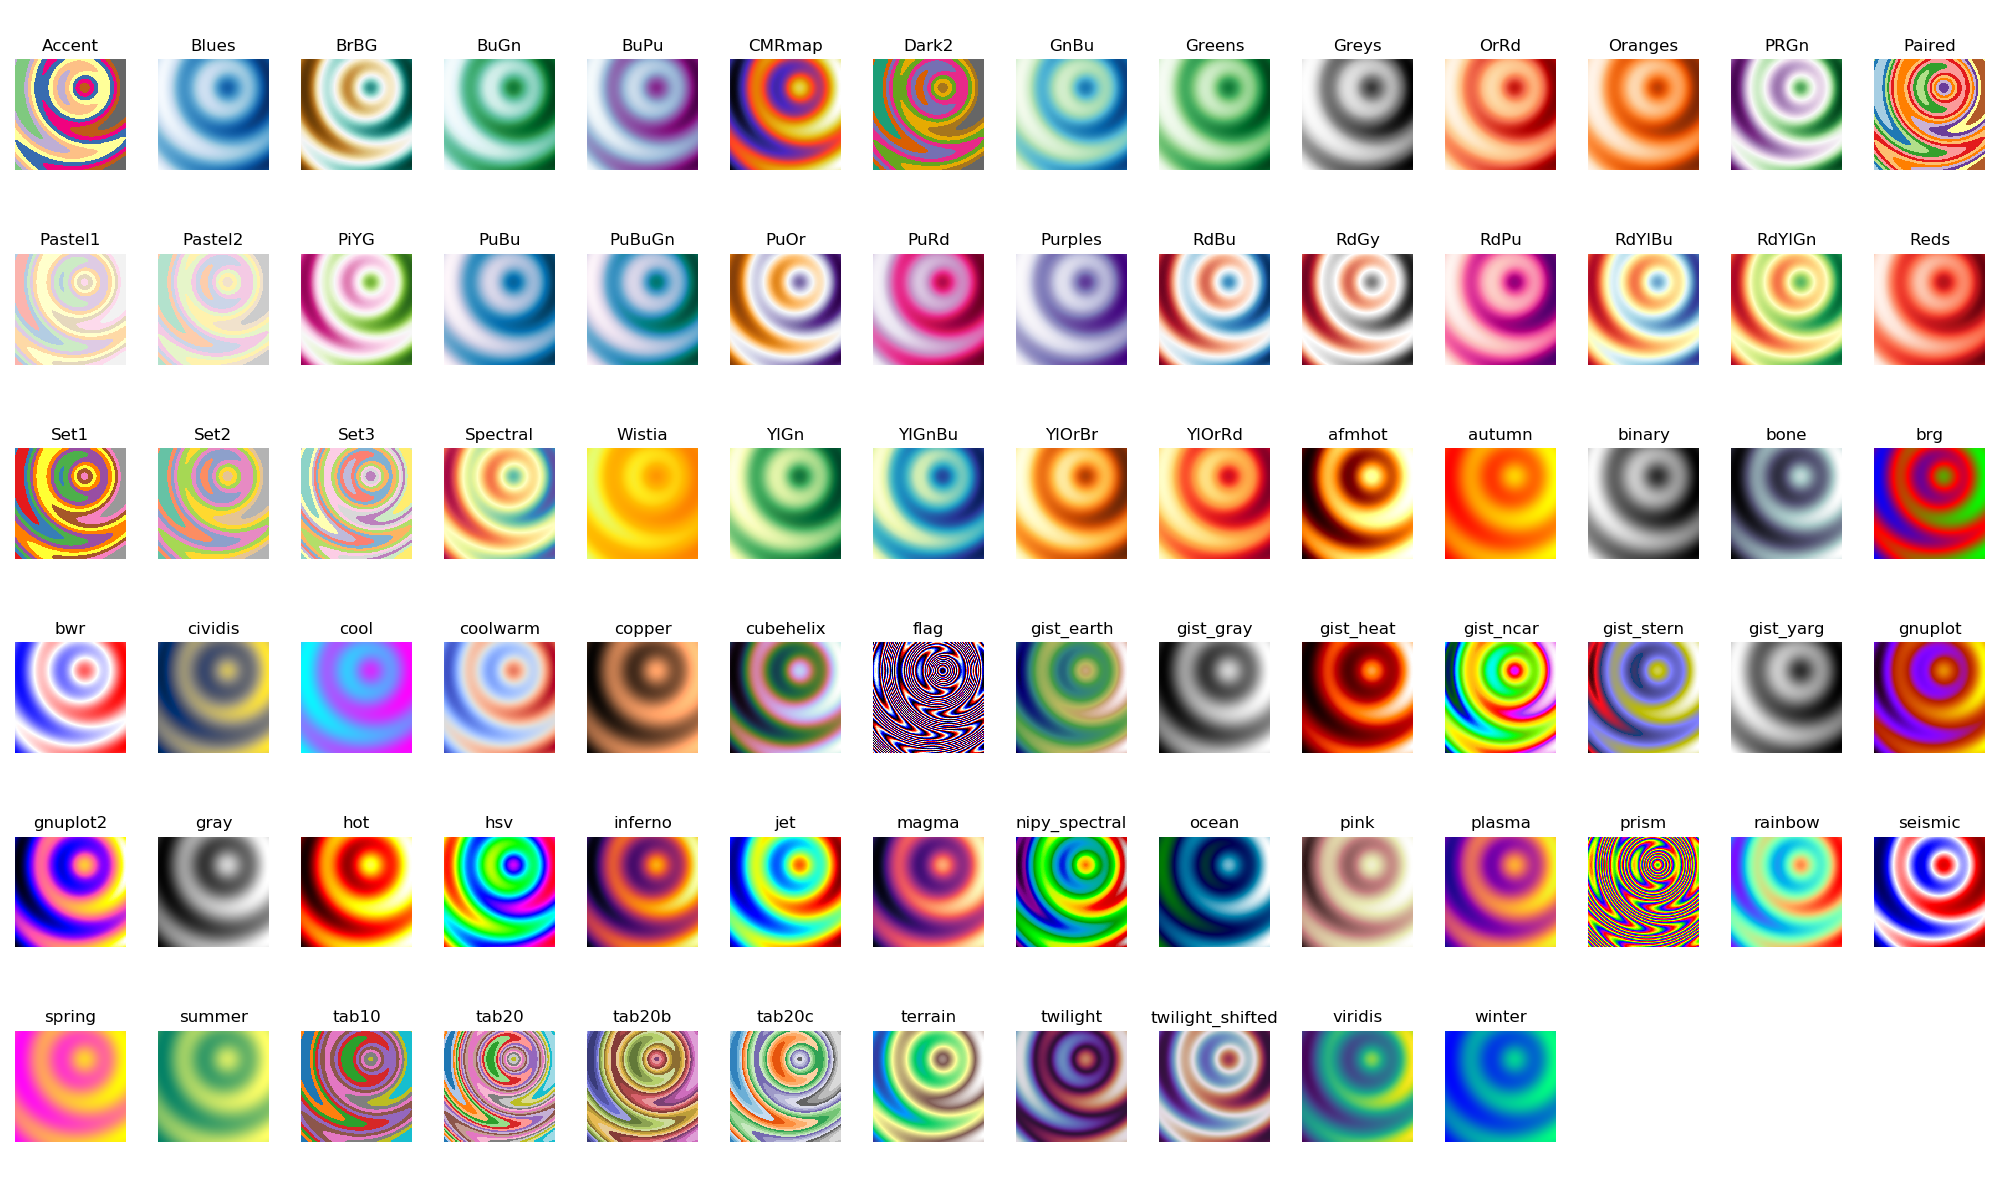 Accent Blues BrBG BuGn BuPu CMRmap Dark2 GnBu Greens Greys OrRd Oranges PRGn Paired
Pastel1 Pastel2 PiYG PuBu PuBuGn PuOr PuRd Purples RdBu RdGy RdPu RdYlBu RdYlGn Reds
Set1 Set2 Set3 Spectral Wistia YlGn YlGnBu YlOrBr YlOrRd afmhot autumn binary bone brg
bwr cividis cool coolwarm copper cubehelix flag gist_earth gist_gray gist_heat gist_ncar gist_stern gist_yarg gnuplot
gnuplot2 gray hot hsv inferno jet magma nipy_spectral ocean pink plasma prism rainbow seismic
spring summer tab10 tab20 tab20b tab20c terrain twilight twilight_shifted viridis winter